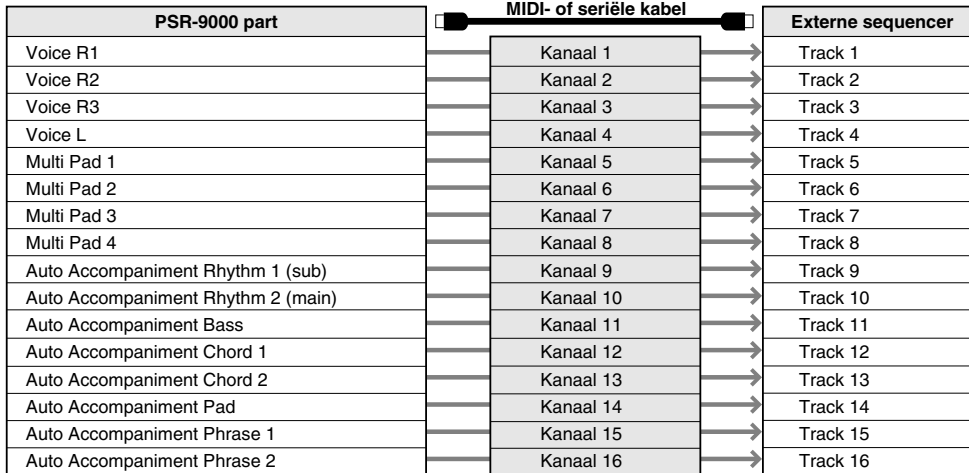 MIDI- of seriële kabel
PSR-9000 part Externe sequencer
Voice R1 Kanaal 1 Track 1
Voice R2 Kanaal 2 Track 2
Voice R3 Kanaal 3 Track 3
Voice L Kanaal 4 Track 4
Multi Pad 1 Kanaal 5 Track 5
Multi Pad 2 Kanaal 6 Track 6
Multi Pad 3 Kanaal 7 Track 7
Multi Pad 4 Kanaal 8 Track 8
Auto Accompaniment Rhythm 1 (sub) Kanaal 9 Track 9
Auto Accompaniment Rhythm 2 (main) Kanaal 10 Track 10
Auto Accompaniment Bass Kanaal 11 Track 11
Auto Accompaniment Chord 1 Kanaal 12 Track 12
Auto Accompaniment Chord 2 Kanaal 13 Track 13
Auto Accompaniment Pad Kanaal 14 Track 14
Auto Accompaniment Phrase 1 Kanaal 15 Track 15
Auto Accompaniment Phrase 2 Kanaal 16 Track 16